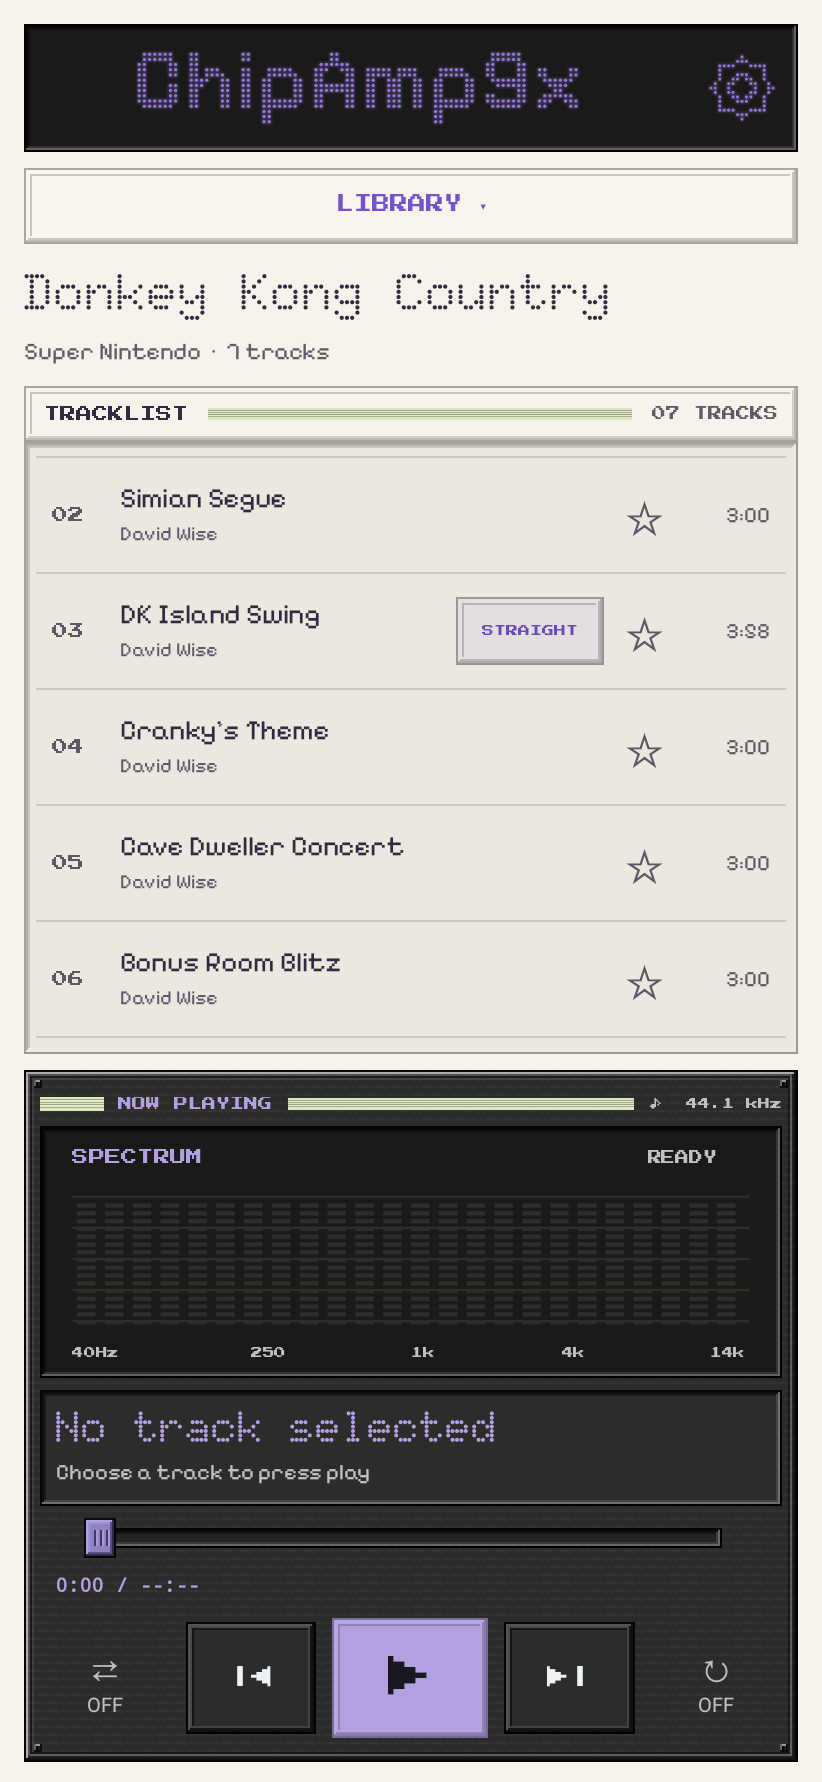 ChipAmp9x
LIBRARY ▾
Donkey Kong Country
Super Nintendo · 7 tracks
TRACKLIST 07 TRACKS
02 Simian Segue 3:00
David Wise
03 DK Island Swing STRAIGHT 3:58
David Wise
04 Cranky's Theme 3:00
David Wise
05 Cave Dweller Concert 3:00
David Wise
06 Bonus Room Blitz 3:00
David Wise
NOW PLAYING ♪ 44.1 kHz
SPECTRUM READY
40Hz 250 1k 4k 14k
No track selected
Choose a track to press play
0:00 / --:--
OFF OFF